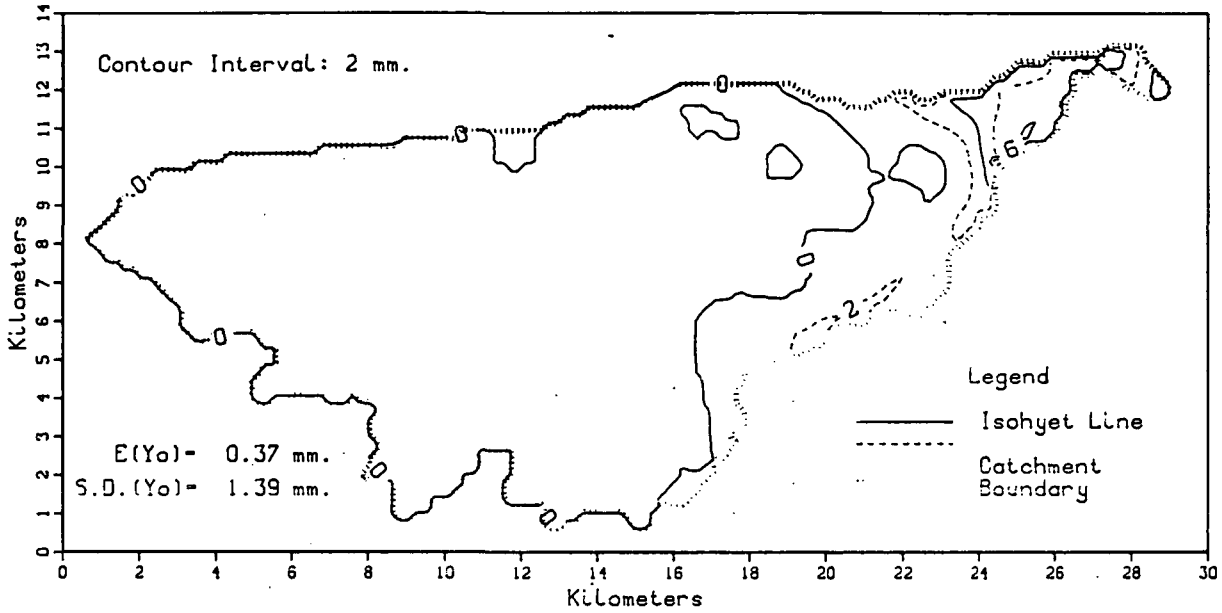 Contour Interval: 2 mm.
14
13
12
11
10
9
8
7
6
5
4
3
2
1
0
Kilometers
0
0
0
0
0
0
0
0
2
6
E(Yo)= 0.37 mm.
S.D.(Yo)= 1.39 mm.
Legend
Isohyet Line
Catchment
Boundary
0 2 4 6 8 10 12 14 16 18 20 22 24 26 28 30
Kilometers